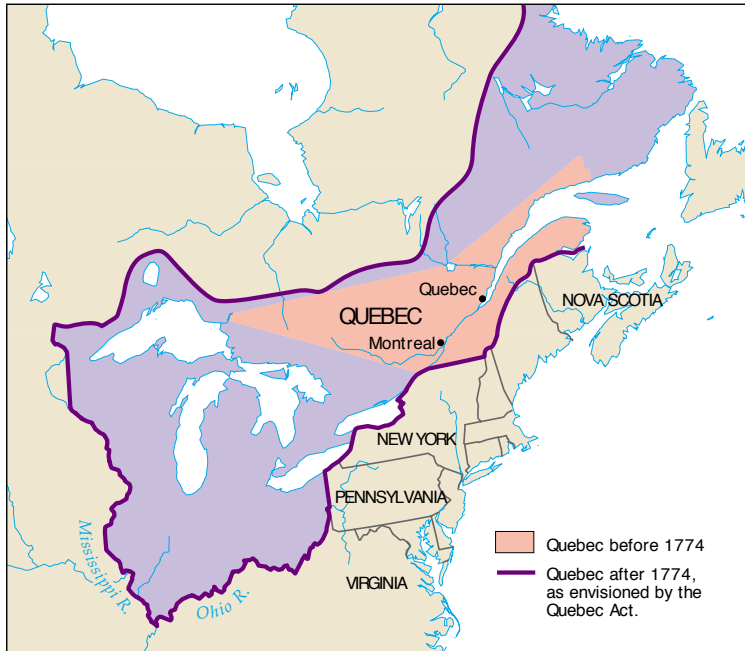 Quebec
NOVA SCOTIA
QUEBEC
Montreal
NEW YORK
PENNSYLVANIA
VIRGINIA
Mississippi R.
Ohio R.
Quebec before 1774
Quebec after 1774,
as envisioned by the
Quebec Act.